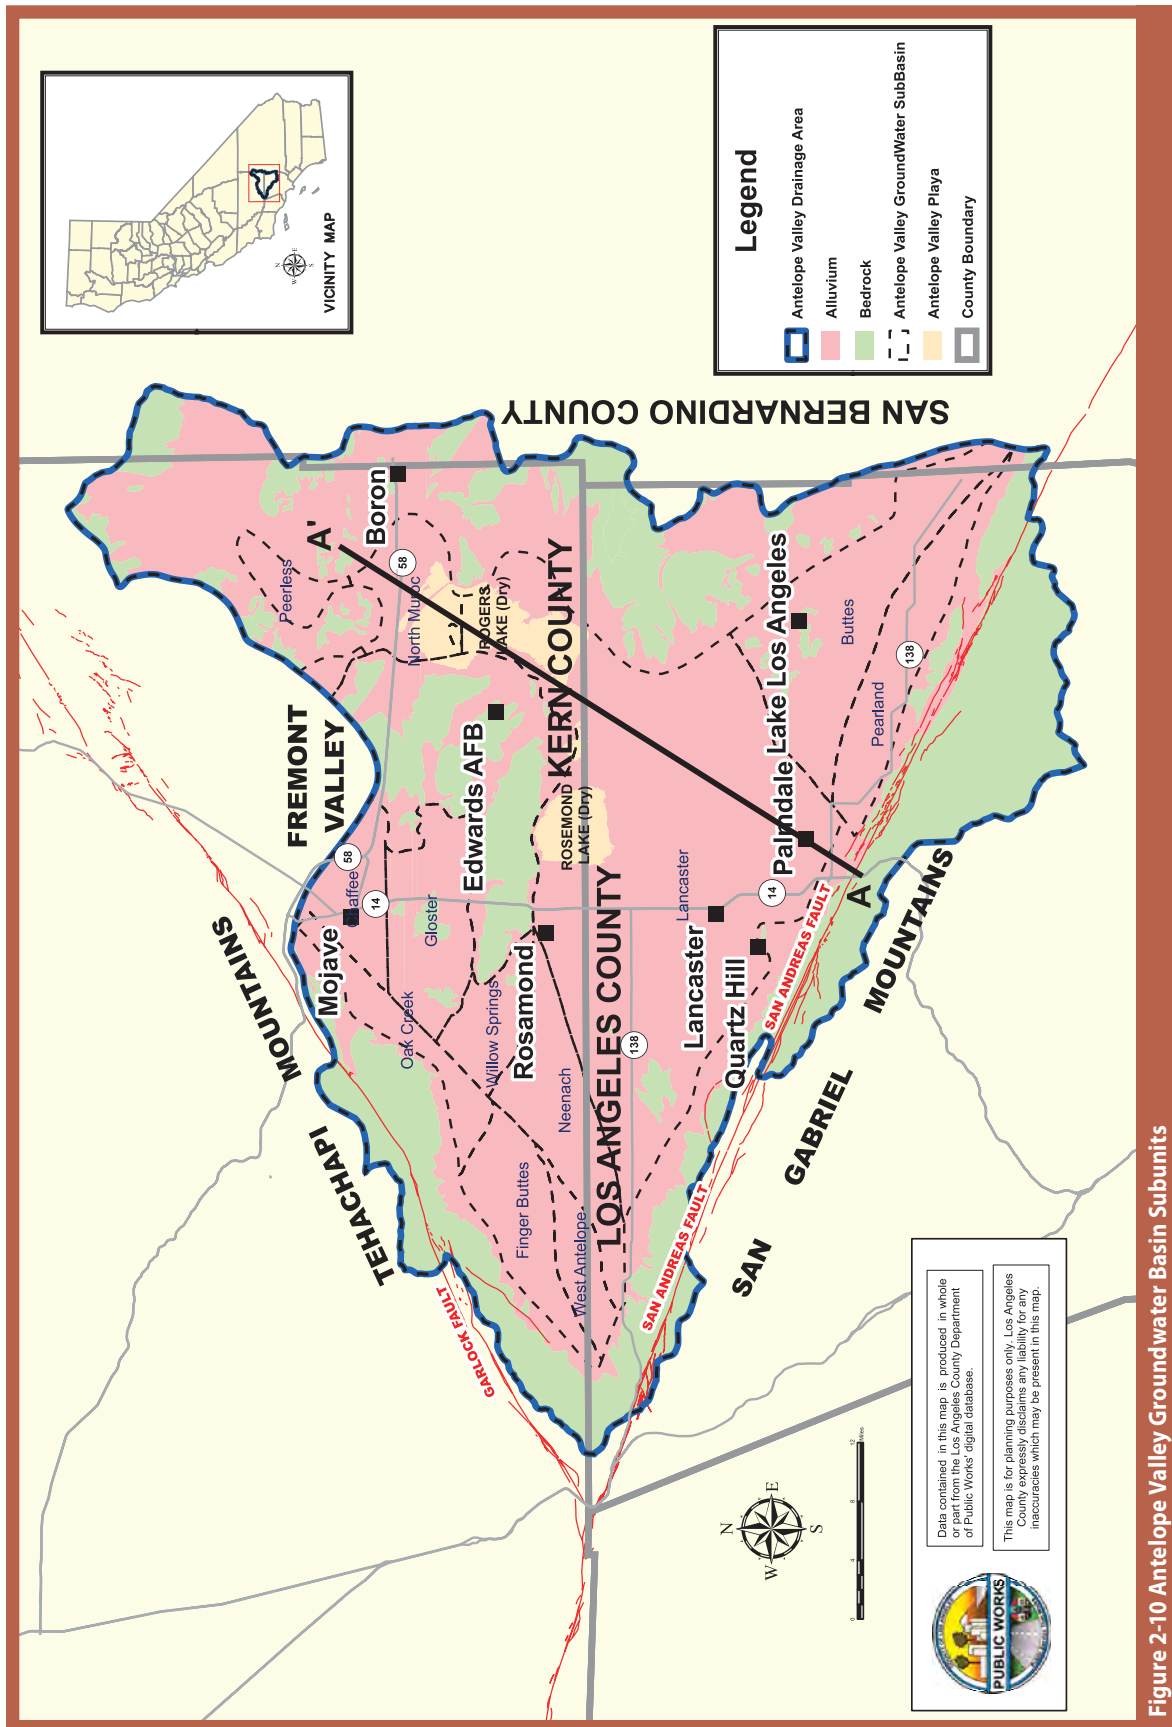 VICINITY MAP
N
W
E
S
Legend
Antelope Valley Drainage Area
Alluvium
Bedrock
Antelope Valley GroundWater SubBasin
Antelope Valley Playa
County Boundary
SAN BERNARDINO COUNTY
FREMONT
VALLEY
TEHACHAPI
MOUNTAINS
SAN
GABRIEL
MOUNTAINS
KERN COUNTY
LOS ANGELES COUNTY
GARLOCK FAULT
SAN ANDREAS FAULT
SAN ANDREAS FAULT
A'
A
Boron
Peerless
North Muroc
ROGERS
LAKE (Dry)
Edwards AFB
ROSEMOND
LAKE (Dry)
Mojave
Chaffee
Gloster
Oak Creek
Willow Springs
Rosamond
Neenach
Finger Buttes
West Antelope
Lancaster
Lancaster
Quartz Hill
Palmdale
Lake Los Angeles
Buttes
Pearland
58
58
14
14
138
138
N
W
E
S
0
4
8
12
Miles
PUBLIC WORKS
Data contained in this map is produced in whole
or part from the Los Angeles County Department
of Public Works' digital database.
This map is for planning purposes only. Los Angeles
County expressly disclaims any liability for any
inaccuracies which may be present in this map.
Figure 2-10 Antelope Valley Groundwater Basin Subunits